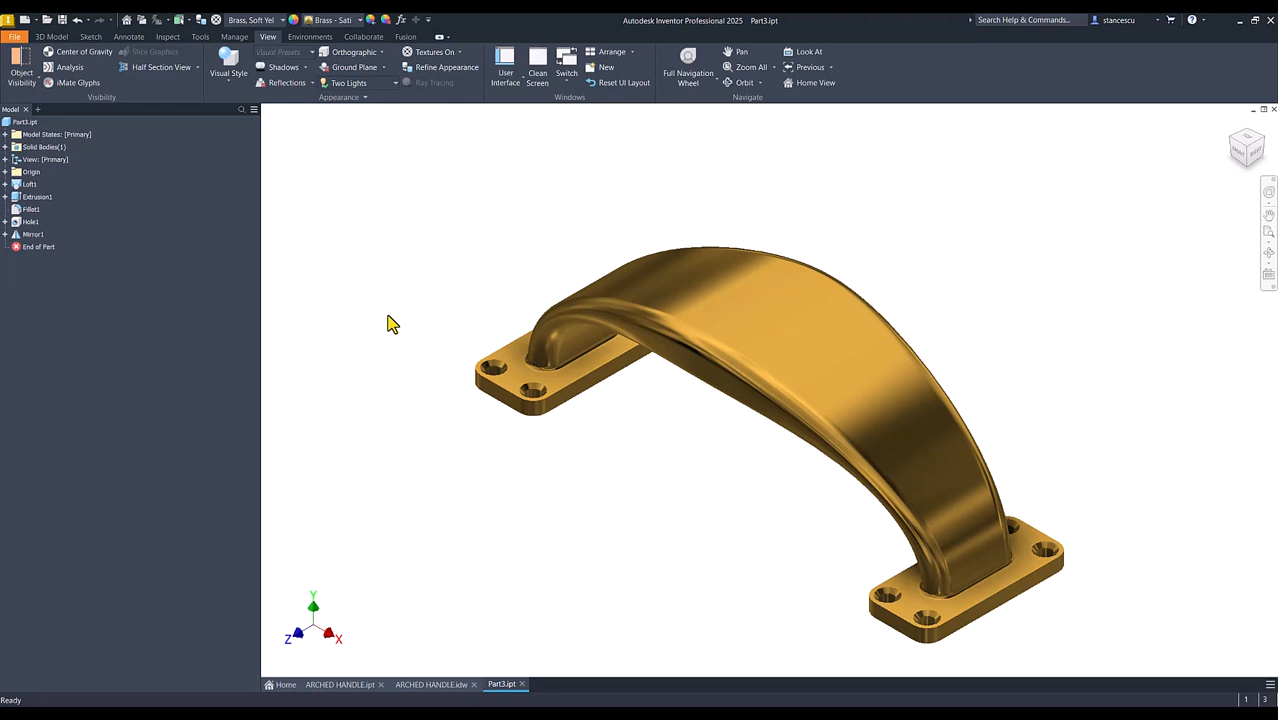 Brass, Soft Yel
Brass - Sati
Autodesk Inventor Professional 2025 Part3.ipt
Search Help & Commands...
stancescu
File 3D Model Sketch Annotate Inspect Tools Manage View Environments Collaborate Fusion
Object Visibility
Center of Gravity
Analysis
iMate Glyphs
Slice Graphics
Half Section View
Visibility
Visual Style
Visual Presets
Shadows
Reflections
Orthographic
Ground Plane
Two Lights
Textures On
Refine Appearance
Ray Tracing
Appearance
User Interface
Clean Screen
Switch
Arrange
New
Reset UI Layout
Windows
Full Navigation Wheel
Pan
Zoom All
Orbit
Look At
Previous
Home View
Navigate
Model
Part3.ipt
Model States: [Primary]
Solid Bodies(1)
View: [Primary]
Origin
Loft1
Extrusion1
Fillet1
Hole1
Mirror1
End of Part
TOP
FRONT
RIGHT
Y
Z
X
Home ARCHED HANDLE.ipt ARCHED HANDLE.idw Part3.ipt
Ready
1 3